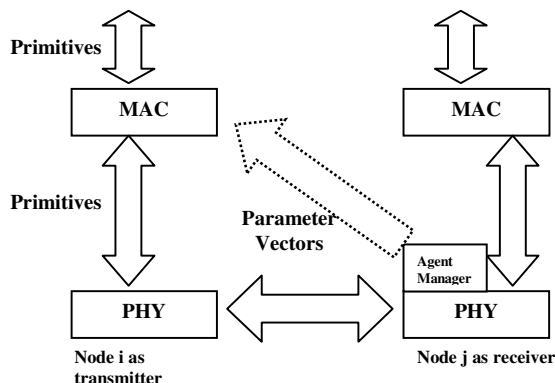 Primitives
MAC
MAC
Primitives
Parameter
Vectors
Agent
Manager
PHY
PHY
Node i as
transmitter
Node j as receiver